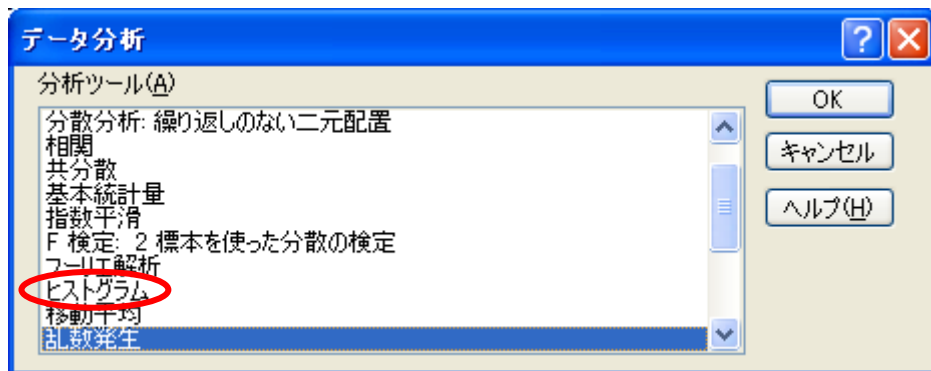 データ分析
分析ツール(A)
分散分析: 繰り返しのない二元配置
相関
共分散
基本統計量
指数平滑
F 検定: 2 標本を使った分散の検定
フーリエ解析
ヒストグラム
移動平均
乱数発生
OK
キャンセル
ヘルプ(H)